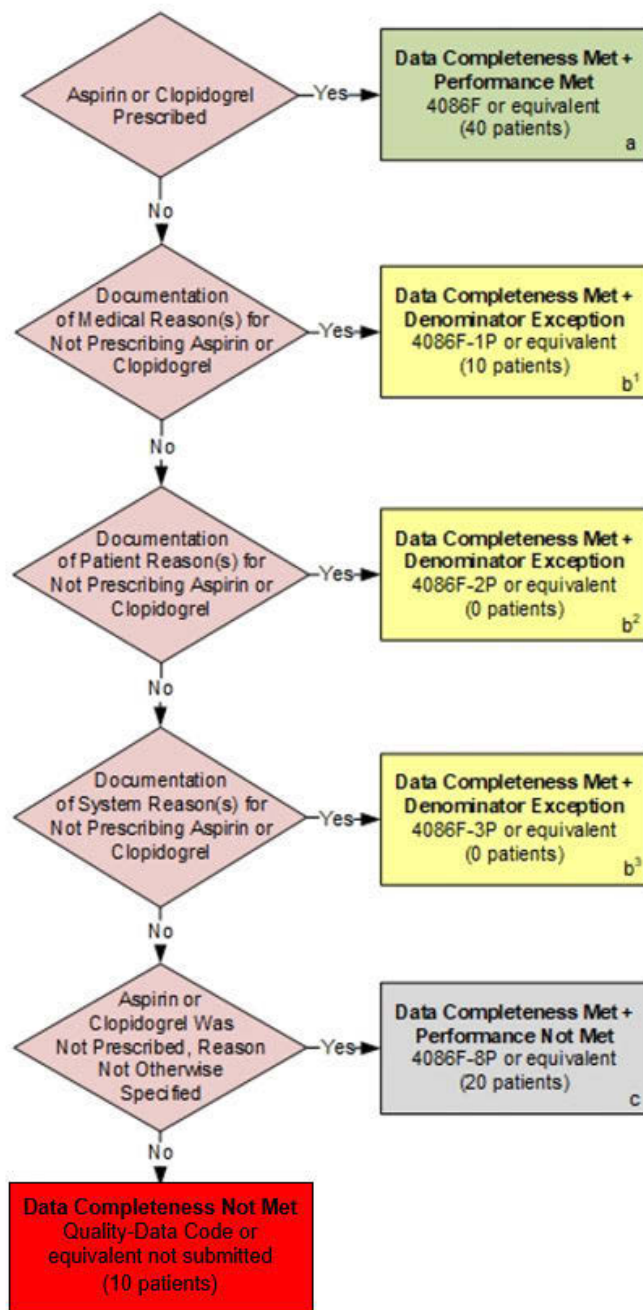 Aspirin or Clopidogrel
Prescribed
Yes
Data Completeness Met +
Performance Met
4086F or equivalent
(40 patients)
a
No
Documentation
of Medical Reason(s) for
Not Prescribing Aspirin or
Clopidogrel
Yes
Data Completeness Met +
Denominator Exception
4086F-1P or equivalent
(10 patients)
b¹
No
Documentation
of Patient Reason(s) for
Not Prescribing Aspirin or
Clopidogrel
Yes
Data Completeness Met +
Denominator Exception
4086F-2P or equivalent
(0 patients)
b²
No
Documentation
of System Reason(s) for
Not Prescribing Aspirin or
Clopidogrel
Yes
Data Completeness Met +
Denominator Exception
4086F-3P or equivalent
(0 patients)
b³
No
Aspirin or
Clopidogrel Was
Not Prescribed, Reason
Not Otherwise
Specified
Yes
Data Completeness Met +
Performance Not Met
4086F-8P or equivalent
(20 patients)
c
No
Data Completeness Not Met
Quality-Data Code or
equivalent not submitted
(10 patients)